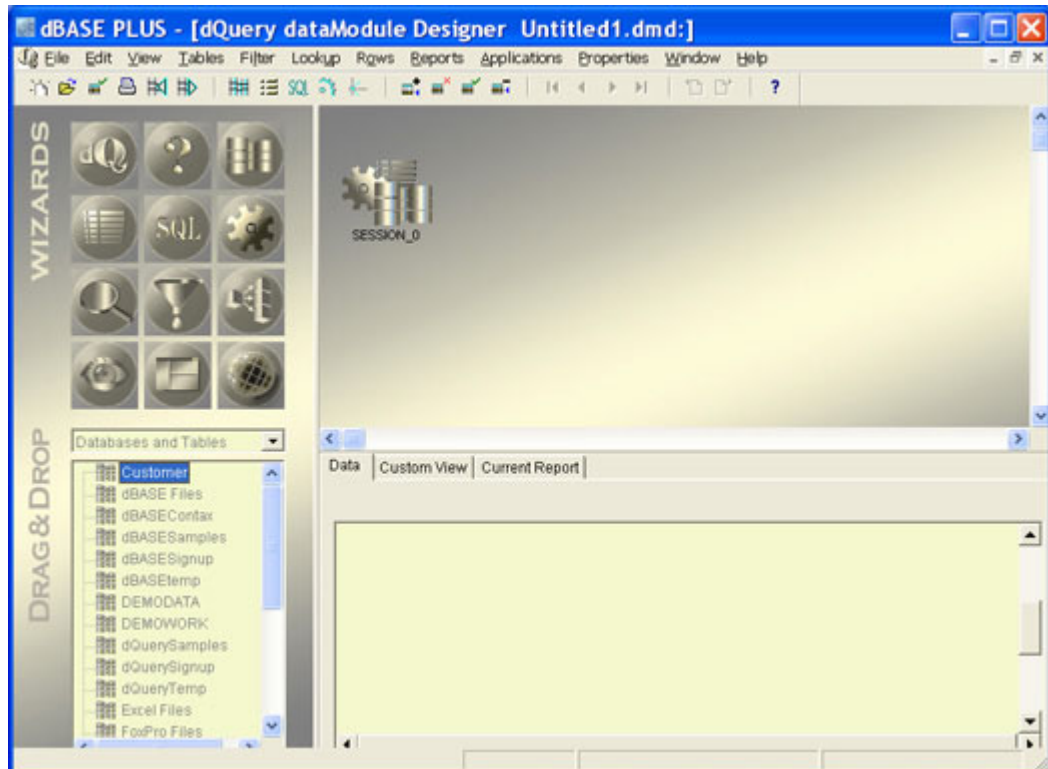 dBASE PLUS - [dQuery dataModule Designer Untitled1.dmd:]
File Edit View Tables Filter Lookup Rows Reports Applications Properties Window Help
SQL ?
WIZARDS
dQ ?
SQL
SESSION_0
DRAG & DROP
Databases and Tables
Customer
dBASE Files
dBASEContax
dBASESamples
dBASESignup
dBASEtemp
DEMODATA
DEMOWORK
dQuerySamples
dQuerySignup
dQueryTemp
Excel Files
FoxPro Files
Data Custom View Current Report